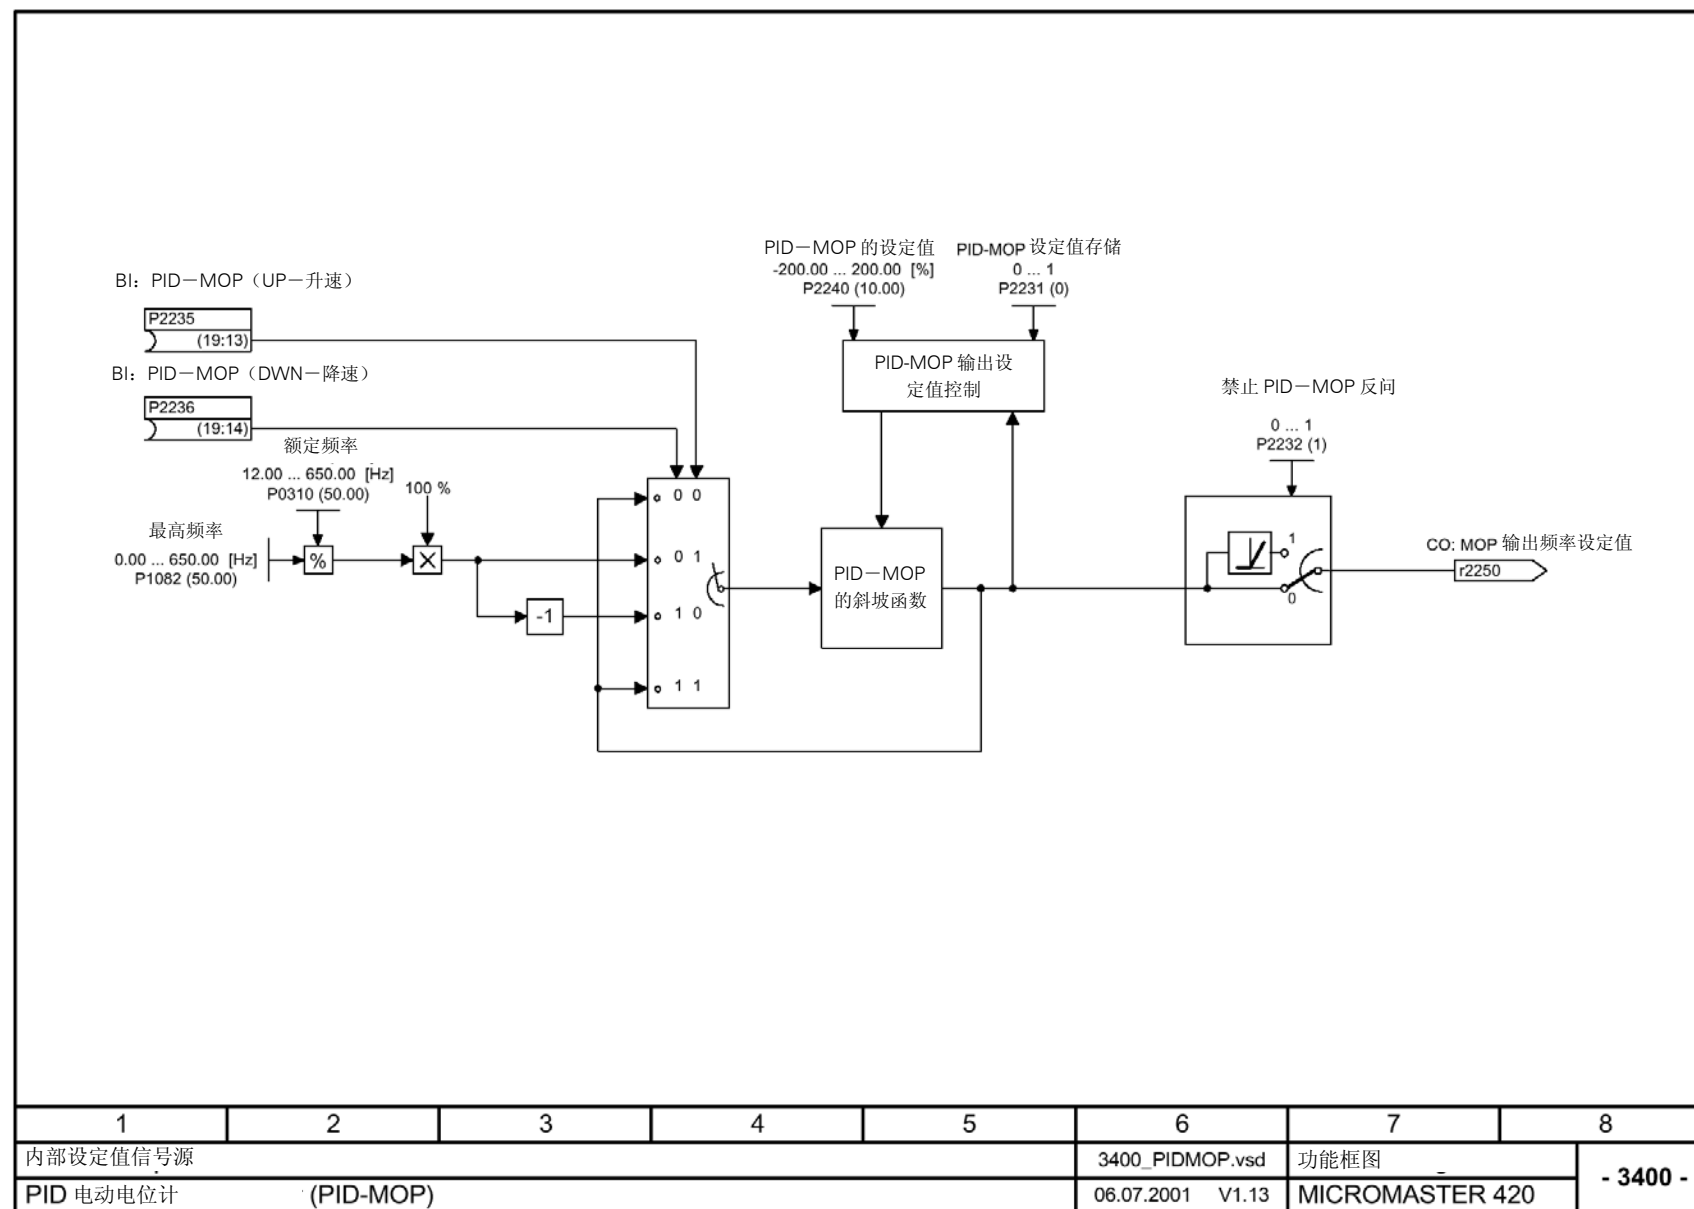 PID－MOP 的设定值
-200.00 ... 200.00 [%]
P2240 (10.00)
PID-MOP 设定值存储
0 ... 1
P2231 (0)
BI：PID－MOP（UP－升速）
P2235
(19:13)
BI：PID－MOP（DWN－降速）
P2236
(19:14)
PID-MOP 输出设
定值控制
禁止 PID－MOP 反问
0 ... 1
P2232 (1)
额定频率
12.00 ... 650.00 [Hz]
P0310 (50.00)
100 %
最高频率
0.00 ... 650.00 [Hz]
P1082 (50.00)
%
-1
0 0
0 1
1 0
1 1
PID－MOP
的斜坡函数
1
0
CO: MOP 输出频率设定值
r2250
1 2 3 4 5 6 7 8
内部设定值信号源 3400_PIDMOP.vsd 功能框图
- 3400 -
PID 电动电位计 (PID-MOP) 06.07.2001 V1.13 MICROMASTER 420